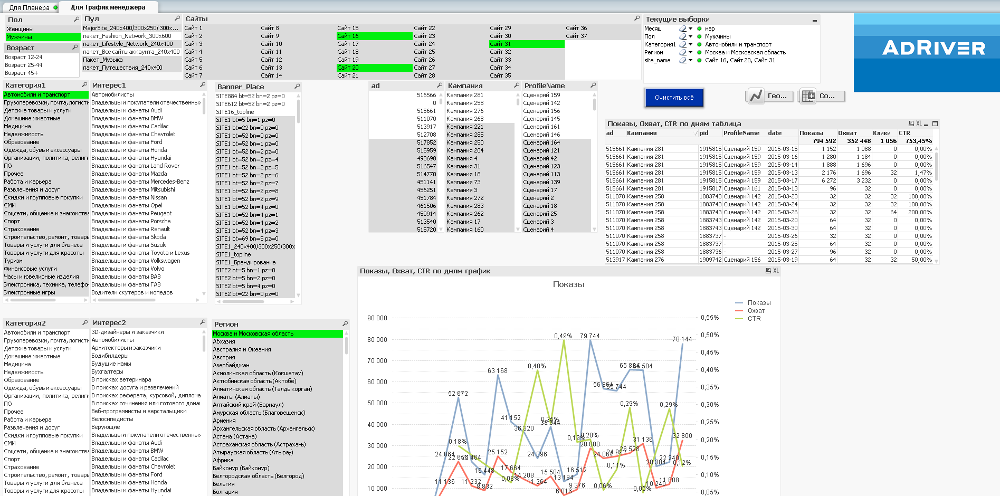 Для Планера
Для Трафик менеджера
Пол
Женщины
Мужчины
Возраст
Возраст 12-24
Возраст 25-44
Возраст 45+
Пул
MajorSite_240x400/300x250/300x...
пакет_Fashion_Network_300x600
пакет_Lifestyle_Network_240x400
пакет_Все сайты аккаунта_240x400
Пакет_Музыка
пакет_Путешествия_240x400
Сайты
Сайт 1 Сайт 8 Сайт 15 Сайт 22 Сайт 29 Сайт 36
Сайт 2 Сайт 9 Сайт 16 Сайт 23 Сайт 30 Сайт 37
Сайт 3 Сайт 10 Сайт 17 Сайт 24 Сайт 31
Сайт 4 Сайт 11 Сайт 18 Сайт 25 Сайт 32
Сайт 5 Сайт 12 Сайт 19 Сайт 26 Сайт 33
Сайт 6 Сайт 13 Сайт 20 Сайт 27 Сайт 34
Сайт 7 Сайт 14 Сайт 21 Сайт 28 Сайт 35
Текущие выборки
Месяц мар
Пол Мужчины
Категория1 Автомобили и транспорт
Регион Москва и Московская область
site_name Сайт 16, Сайт 20, Сайт 31
ADRIVER
Очистить всё
Гео...
Со...
Категория1
Автомобили и транспорт
Грузоперевозки, почта, логисти
Детские товары и услуги
Домашние животные
Медицина
Недвижимость
Образование
Одежда, обувь и аксессуары
Организации, политика, религи
ПО
Прочее
Работа и карьера
Развлечения и досуг
Скидки и групповые покупки
СМИ
Соцсети, общение и знакомства
Спорт
Страхование
Строительство, ремонт, товары
Товары и услуги для бизнеса
Товары и услуги для красоты
Туризм
Финансовые услуги
Часы и ювелирные изделия
Электроника, техника, телефон
Электронные игры
Интерес1
Автомобилисты
Владельцы и покупатели отечественных
Владельцы и фанаты Audi
Владельцы и фанаты BMW
Владельцы и фанаты Cadilac
Владельцы и фанаты Chevrolet
Владельцы и фанаты Ford
Владельцы и фанаты Honda
Владельцы и фанаты Hyundai
Владельцы и фанаты Land Rover
Владельцы и фанаты Mazda
Владельцы и фанаты Mercedes-Benz
Владельцы и фанаты Mitsubishi
Владельцы и фанаты Nissan
Владельцы и фанаты Opel
Владельцы и фанаты Peugeot
Владельцы и фанаты Porsche
Владельцы и фанаты Renault
Владельцы и фанаты Skoda
Владельцы и фанаты Suzuki
Владельцы и фанаты Toyota и Lexus
Владельцы и фанаты Volkswagen
Владельцы и фанаты Volvo
Владельцы и фанаты ВАЗ
Владельцы и фанаты ГАЗ
Водители скутеров и мопедов
Banner_Place
SITE884 bt=52 bn=2 pz=0
SITE612 bt=52 bn=2 pz=0
SITE16_topline
SITE1 bt=5 bn=1 pz=0
SITE1 bt=22 bn=0 pz=0
SITE1 bt=52 bn=0 pz=0
SITE1 bt=52 bn=1 pz=0
SITE1 bt=52 bn=2 pz=0
SITE1 bt=52 bn=2 pz=4
SITE1 bt=52 bn=2 pz=5
SITE1 bt=52 bn=2 pz=6
SITE1 bt=52 bn=2 pz=7
SITE1 bt=52 bn=2 pz=8
SITE1 bt=52 bn=2 pz=9
SITE1 bt=52 bn=4 pz=0
SITE1 bt=52 bn=4 pz=1
SITE1 bt=52 bn=4 pz=2
SITE1 bt=52 bn=4 pz=3
SITE1 bt=69 bn=5 pz=0
SITE1_240x400/300x250/300x
SITE1_topline
SITE1_Брендирование
SITE2 bt=5 bn=1 pz=0
SITE2 bt=5 bn=2 pz=0
SITE2 bt=5 bn=4 pz=0
SITE2 bt=22 bn=0 pz=0
ad Кампания ProfileName
516566 Кампания 281 Сценарий 159
0 Кампания 258 Сценарий 142
515661 Кампания 276 Сценарий 156
511070 Кампания 268 Сценарий 145
513917 Кампания 221 Сценарий 161
512708 Кампания 285 Сценарий 146
517852 Кампания 250 Сценарий 164
515959 Кампания 204 Сценарий 121
493698 Кампания 4 Сценарий 42
516547 Кампания 31 Сценарий 123
514770 Кампания 18 Сценарий 113
451141 Кампания 73 Сценарий 139
456251 Кампания 3 Сценарий 17
451784 Кампания 272 Сценарий 2
461506 Кампания 283 Сценарий 18
450914 Кампания 262 Сценарий 25
513540 Кампания 17 Сценарий 3
515720 Кампания 160 Сценарий 4
Показы, Охват, CTR по дням таблица XL
ad Кампания pid ProfileName date Показы Охват Клики CTR
794 592 352 448 1 056 753,45%
515661 Кампания 281 1915815 Сценарий 159 2015-03-15 1 152 1 088 0 0,00%
515661 Кампания 281 1915815 Сценарий 159 2015-03-16 1 280 1 184 0 0,00%
515661 Кампания 281 1915815 Сценарий 159 2015-03-14 1 888 1 696 0 0,00%
515661 Кампания 281 1915815 Сценарий 159 2015-03-13 2 176 1 696 32 1,47%
515661 Кампания 281 1915815 Сценарий 159 2015-03-17 6 272 3 232 0 0,00%
515661 Кампания 281 1915817 Сценарий 161 2015-03-13 96 32 0 0,00%
511070 Кампания 258 1883743 Сценарий 142 2015-03-23 32 32 32 100,00%
511070 Кампания 258 1883743 Сценарий 142 2015-03-24 32 32 32 100,00%
511070 Кампания 258 1883743 Сценарий 142 2015-03-26 32 32 64 200,00%
511070 Кампания 258 1883743 Сценарий 142 2015-03-20 64 32 0 0,00%
511070 Кампания 258 1883743 Сценарий 142 2015-03-30 64 32 0 0,00%
511070 Кампания 258 1883737 - 2015-03-26 32 32 0 0,00%
511070 Кампания 258 1883737 - 2015-03-25 64 32 0 0,00%
511070 Кампания 258 1883736 - 2015-03-27 96 32 0 0,00%
513917 Кампания 276 1909742 Сценарий 156 2015-03-19 64 32 32 50,00%
Категория2
Автомобили и транспорт
Грузоперевозки, почта, логисти
Детские товары и услуги
Домашние животные
Медицина
Недвижимость
Образование
Одежда, обувь и аксессуары
Организации, политика, религи
ПО
Прочее
Работа и карьера
Развлечения и досуг
Скидки и групповые покупки
СМИ
Соцсети, общение и знакомства
Спорт
Страхование
Строительство, ремонт, товары
Товары и услуги для бизнеса
Товары и услуги для красоты
Интерес2
3D-дизайнеры и заказчики
Автомобилисты
Архитекторы и заказчики
Бодибилдеры
Будущие мамы
Бухгалтеры
В поисках ветеринара
В поисках досуга и развлечений
В поисках реферата, курсовой, диплома
В поисках сочинения или готового домаш
Веб-программисты и верстальщики
Велосипедисты
Верующие
Владельцы и покупатели отечественных
Владельцы и фанаты Audi
Владельцы и фанаты BMW
Владельцы и фанаты Cadilac
Владельцы и фанаты Chevrolet
Владельцы и фанаты Ford
Владельцы и фанаты Honda
Владельцы и фанаты Hyundai
Регион
Москва и Московская область
Абхазия
Австралия и Океания
Австрия
Азербайджан
Акмолинская область (Кокшетау)
Актюбинская область (Актобе)
Алматинская область (Талдыкорган)
Алматы (Алматы)
Алтайский край (Барнаул)
Амурская область (Благовещенск)
Армения
Архангельская область (Архангельск)
Астана (Астана)
Астраханская область (Астрахань)
Атырауская область (Атырау)
Африка
Байконур (Байконур)
Белгородская область (Белгород)
Бельгия
Болгария
Показы, Охват, CTR по дням график XL
Показы
Показы
Охват
CTR
90 000
80 000
70 000
60 000
50 000
40 000
30 000
20 000
10 000
0,55%
0,50%
0,45%
0,40%
0,35%
0,30%
0,25%
0,20%
0,15%
0,10%
0,05%
0,49% 79 744
78 144
0,40%
63 168
65 824 65 504
56 864 55 744
52 672
0,29% 0,29%
41 152
0,25%
38 944
36 320
0,19% 0,20%
32 800
31 136
0,18%
28 800
26 528
24 064 22 656 22 464 25 152
24 096
24 064 24 992
22 240
20 384
0,12%
0,11%
17 664
16 448
15 584
16 512
14 208
13 184
0,08%
11 136 11 232
11 264
11 808
10 240
8 832
9 376
0,06%
0,05%
6 816